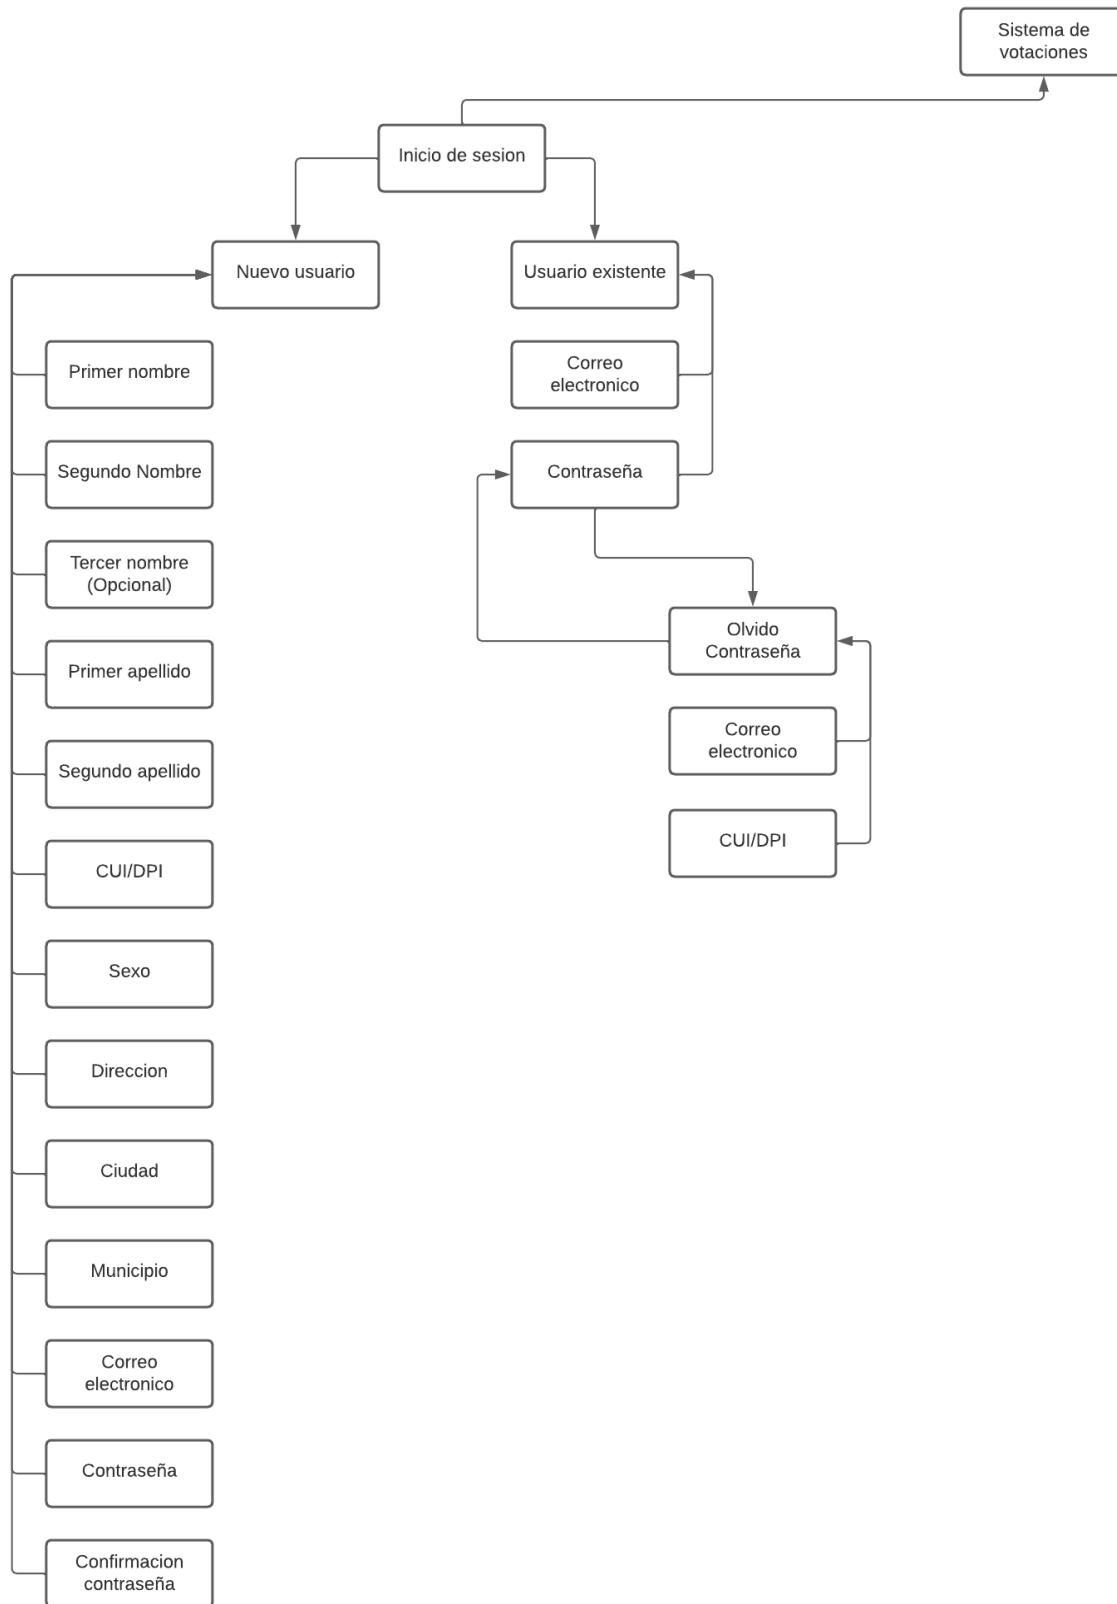 Sistema de
votaciones
Inicio de sesion
Nuevo usuario
Usuario existente
Primer nombre
Correo
electronico
Segundo Nombre
Contraseña
Tercer nombre
(Opcional)
Olvido
Contraseña
Primer apellido
Correo
electronico
Segundo apellido
CUI/DPI
CUI/DPI
Sexo
Direccion
Ciudad
Municipio
Correo
electronico
Contraseña
Confirmacion
contraseña